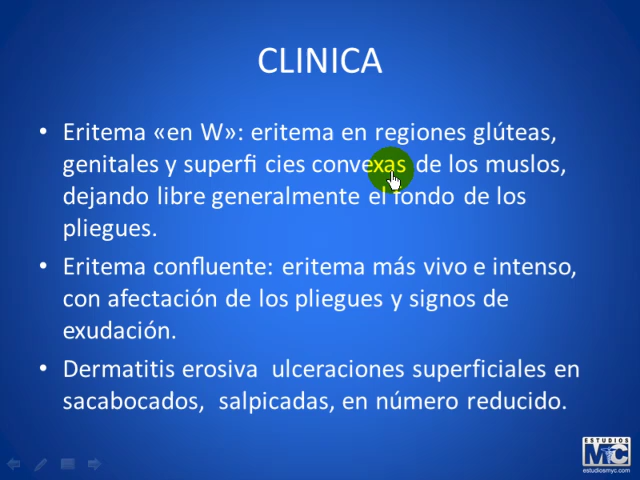 CLINICA
• Eritema «en W»: eritema en regiones glúteas,
genitales y superfi cies convexas de los muslos,
dejando libre generalmente el fondo de los
pliegues.
• Eritema confluente: eritema más vivo e intenso,
con afectación de los pliegues y signos de
exudación.
• Dermatitis erosiva ulceraciones superficiales en
sacabocados, salpicadas, en número reducido.
ESTUDIOS
MyC
estudiosmyc.com